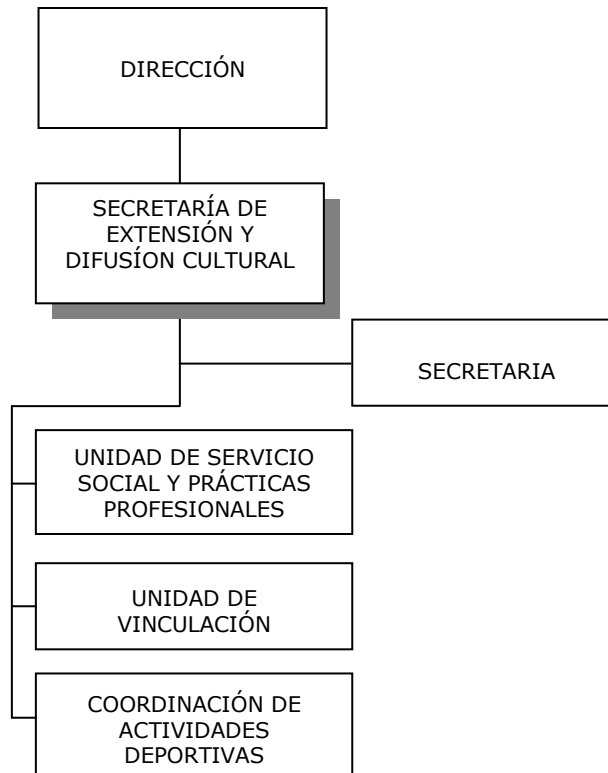 DIRECCIÓN
SECRETARÍA DE
EXTENSIÓN Y
DIFUSÍON CULTURAL
SECRETARIA
UNIDAD DE SERVICIO
SOCIAL Y PRÁCTICAS
PROFESIONALES
UNIDAD DE
VINCULACIÓN
COORDINACIÓN DE
ACTIVIDADES
DEPORTIVAS